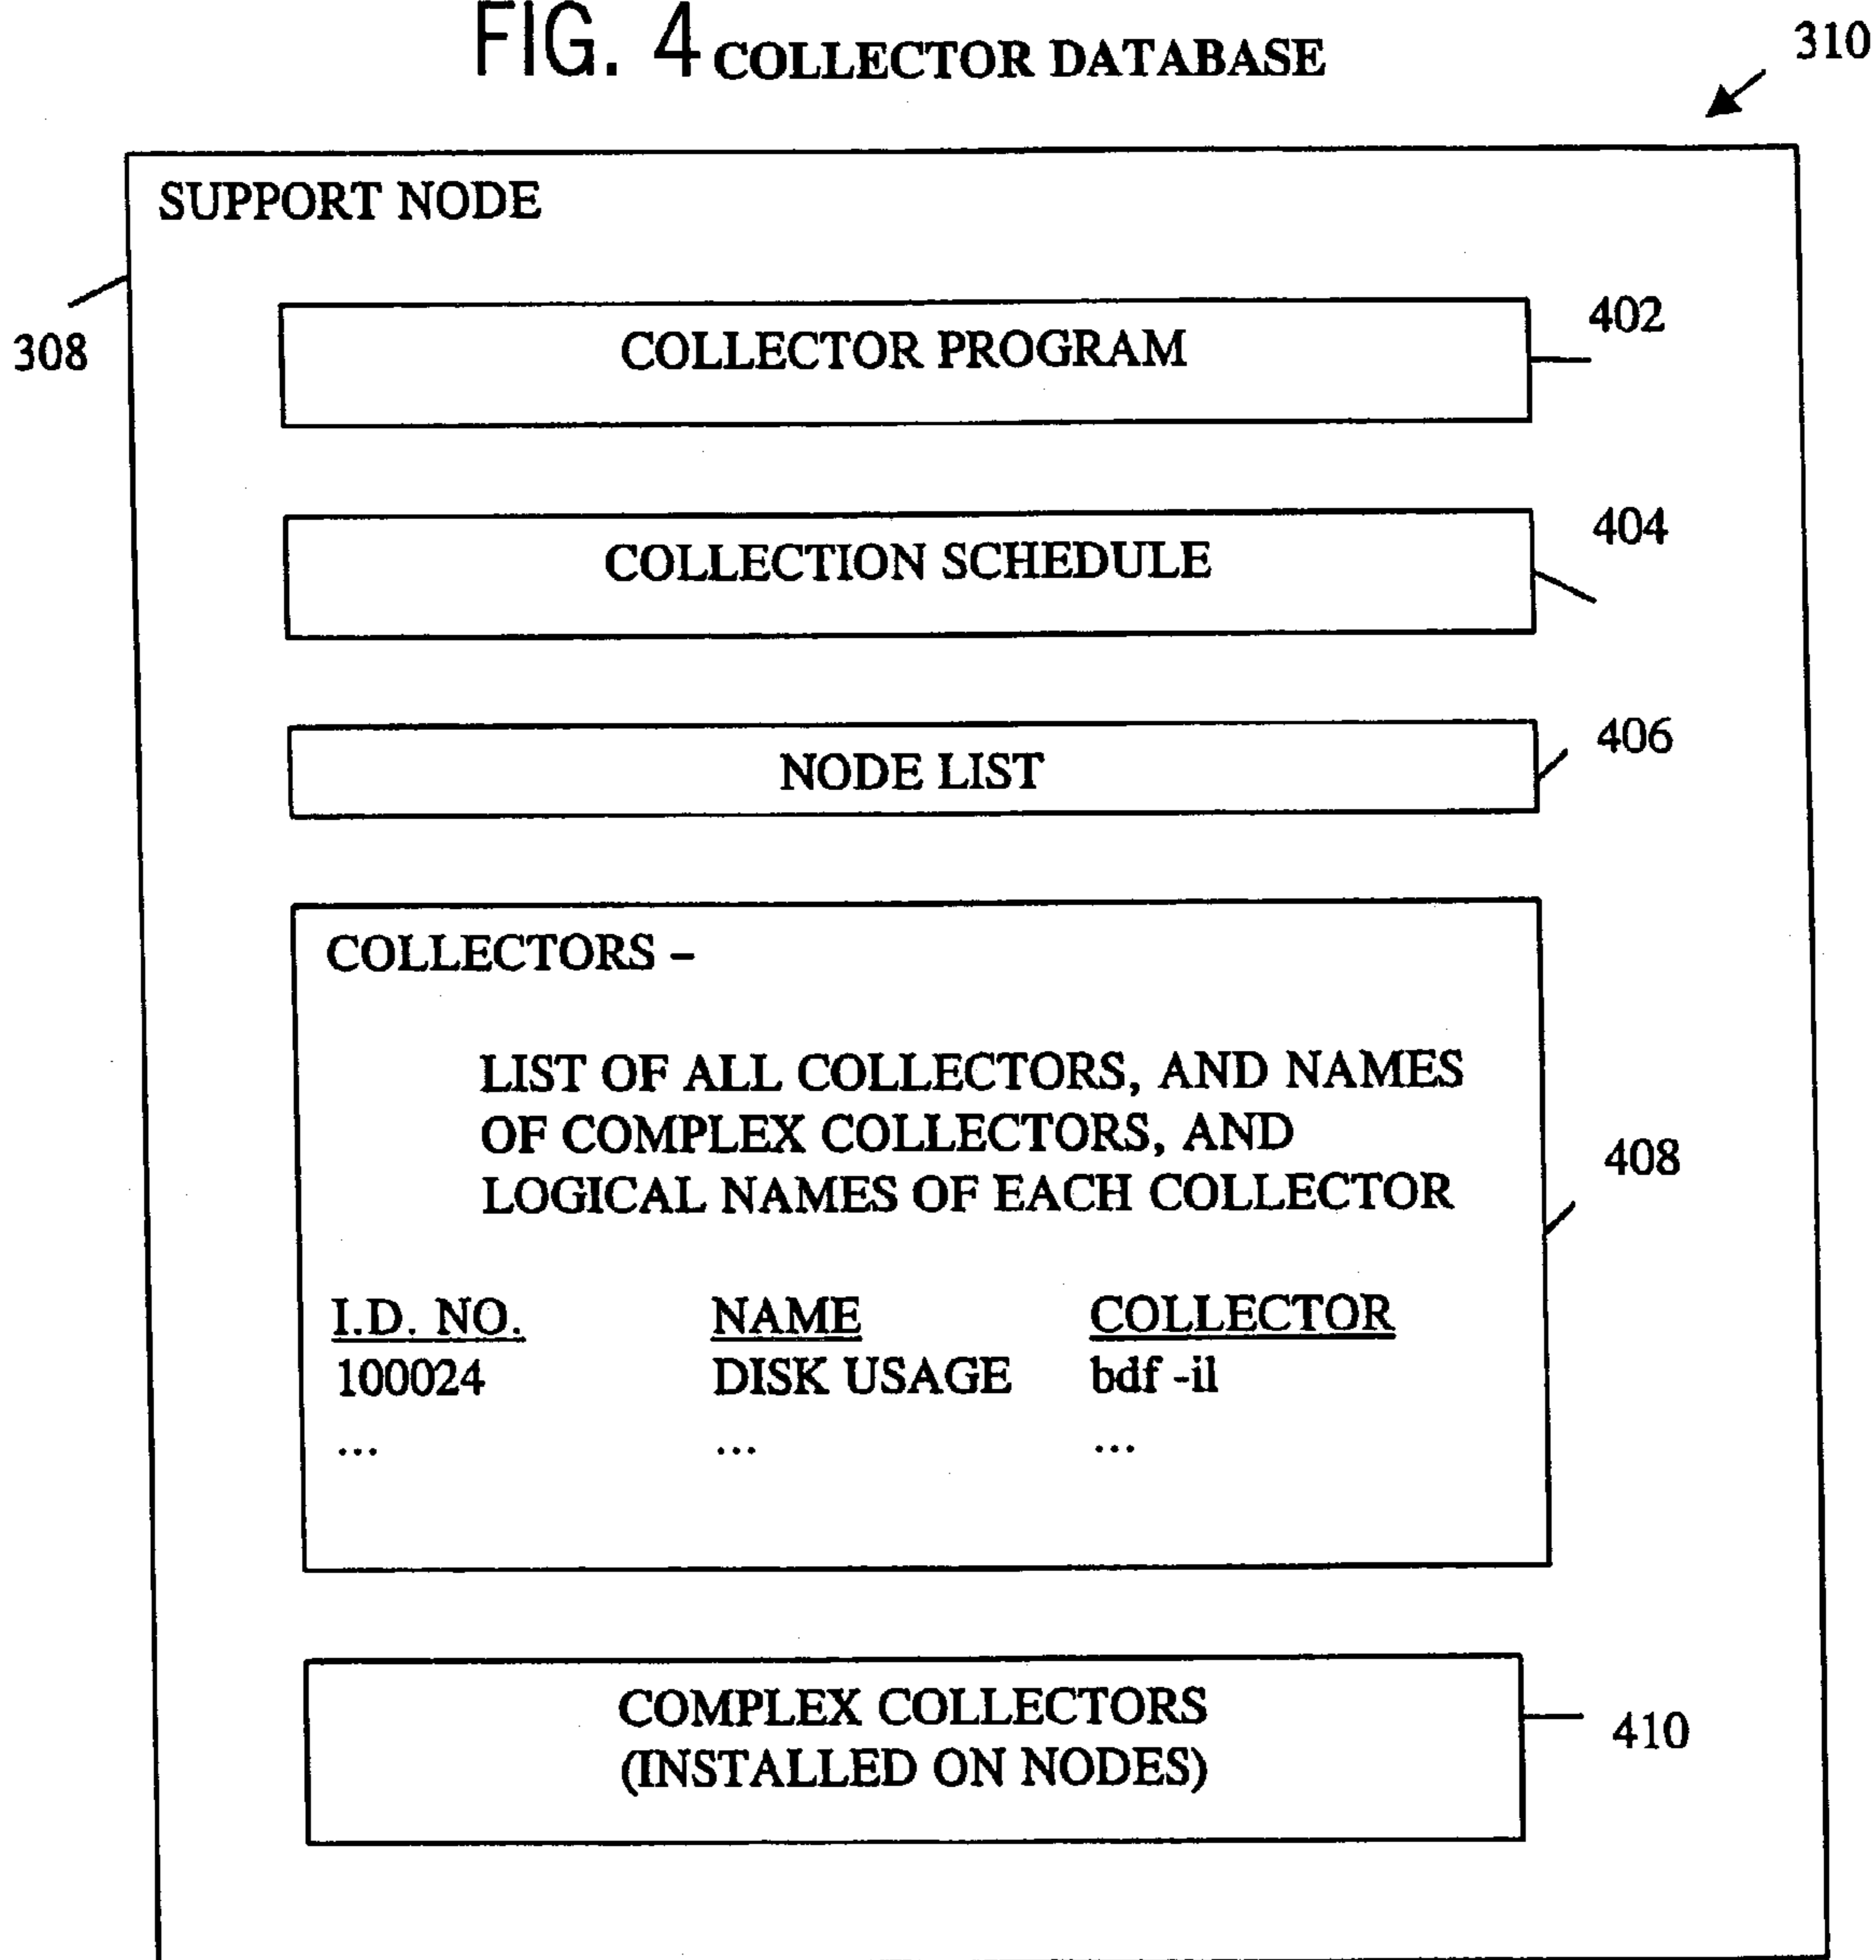 FIG. 4 COLLECTOR DATABASE
310
SUPPORT NODE
308
COLLECTOR PROGRAM
402
COLLECTION SCHEDULE
404
NODE LIST
406
COLLECTORS –
LIST OF ALL COLLECTORS, AND NAMES
OF COMPLEX COLLECTORS, AND
LOGICAL NAMES OF EACH COLLECTOR
408
I.D. NO. NAME COLLECTOR
100024 DISK USAGE bdf -il
... ... ...
COMPLEX COLLECTORS
(INSTALLED ON NODES)
410